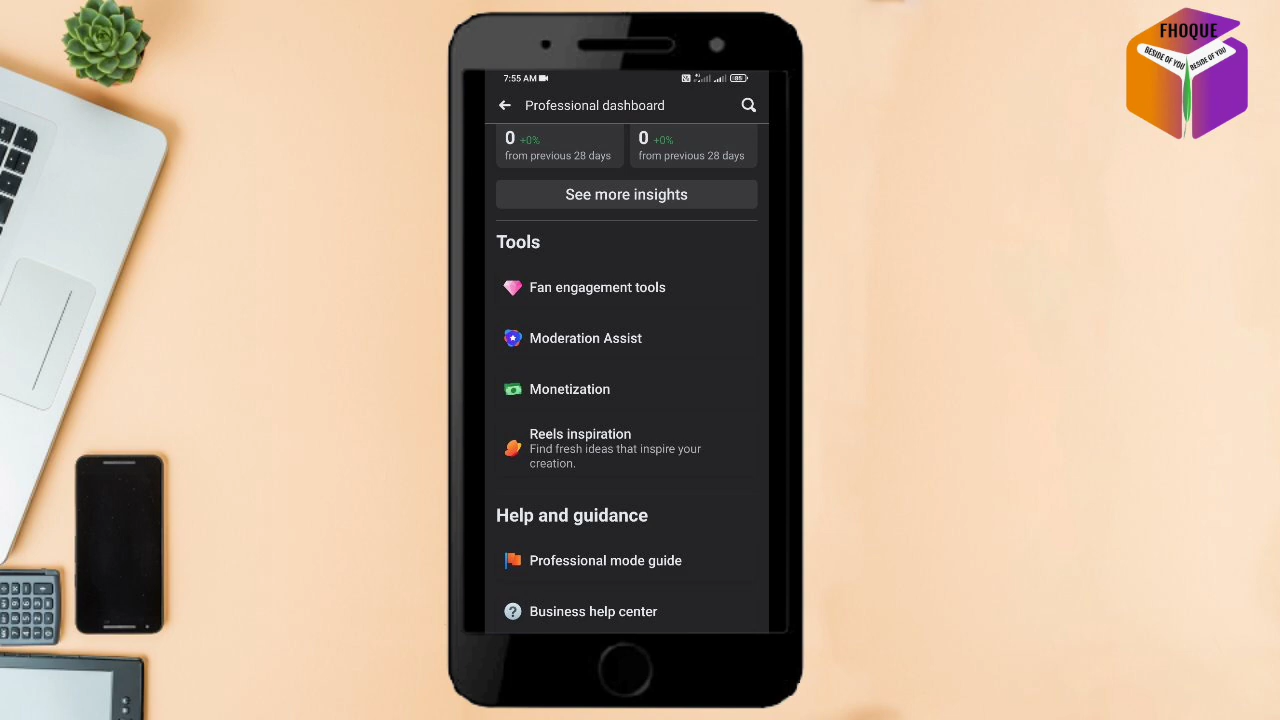 FHOQUE
BESIDE OF YOU
BESIDE OF YOU
7:55 AM
85
Professional dashboard
0 +0%
from previous 28 days
0 +0%
from previous 28 days
See more insights
Tools
Fan engagement tools
Moderation Assist
Monetization
Reels inspiration
Find fresh ideas that inspire your
creation.
Help and guidance
Professional mode guide
Business help center